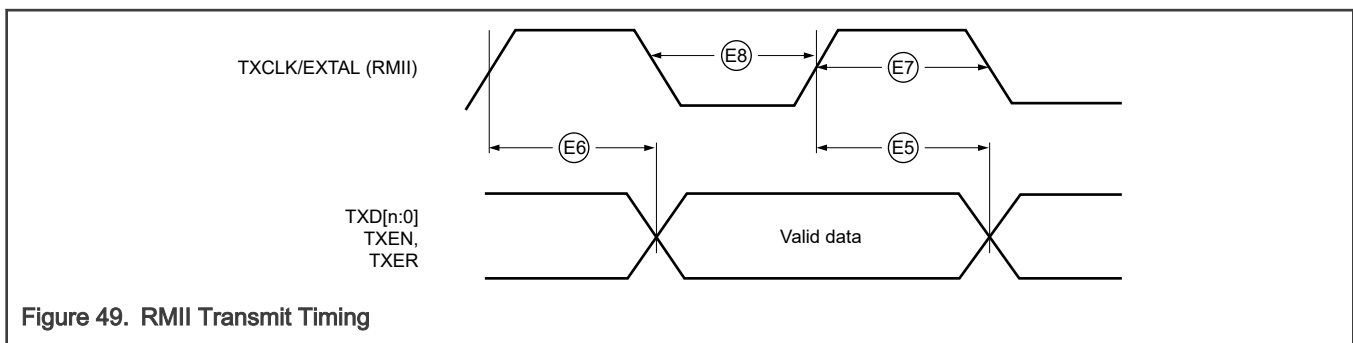 TXCLK/EXTAL (RMII)
E8
E7
E6
E5
TXD[n:0]
TXEN,
TXER
Valid data
Figure 49. RMII Transmit Timing